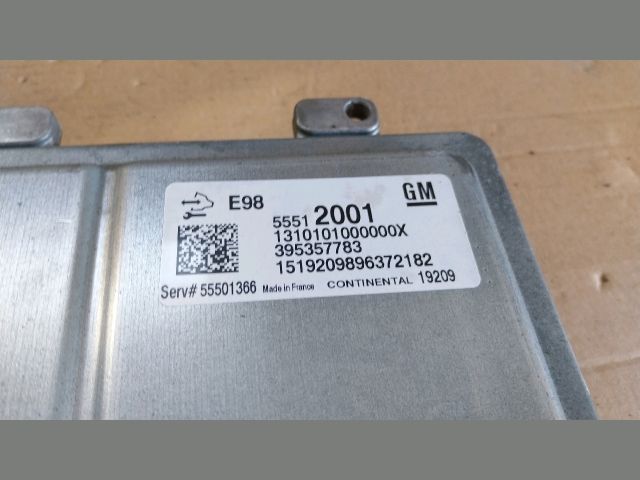 E98 GM
5551 2001
1310101000000X
395357783
1519209896372182
Serv# 55501366 Made in France CONTINENTAL 19209